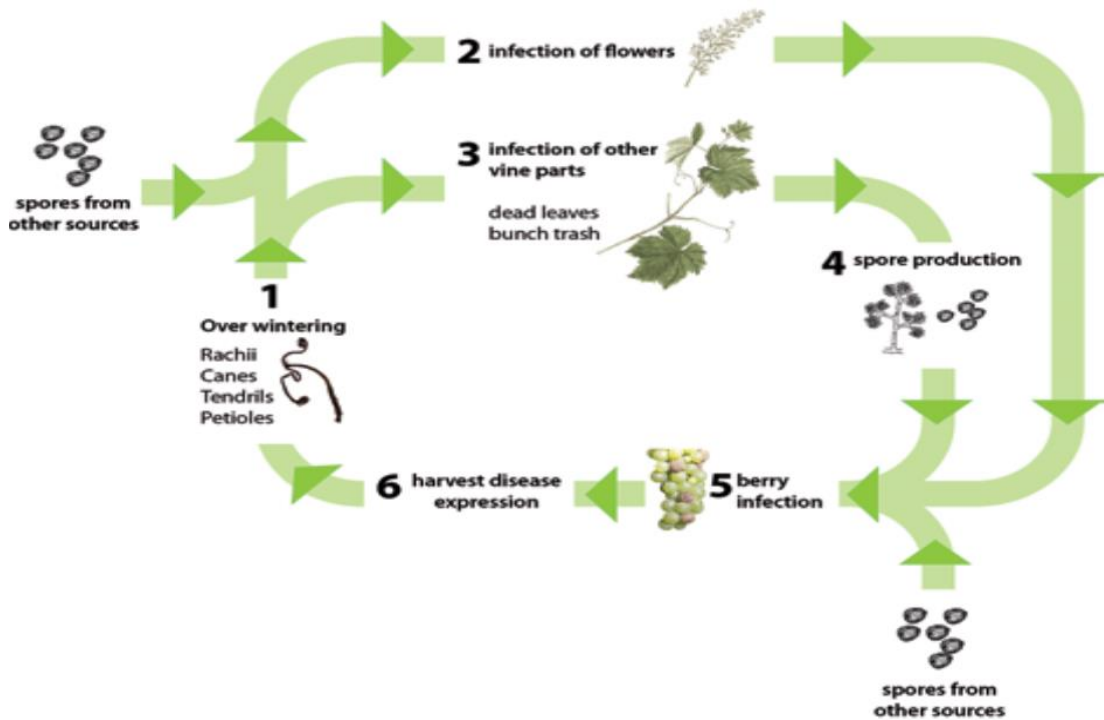 2 infection of flowers
3 infection of other
vine parts
dead leaves
bunch trash
spores from
other sources
4 spore production
1
Over wintering
Rachii
Canes
Tendrils
Petioles
6 harvest disease
expression
5 berry
infection
spores from
other sources